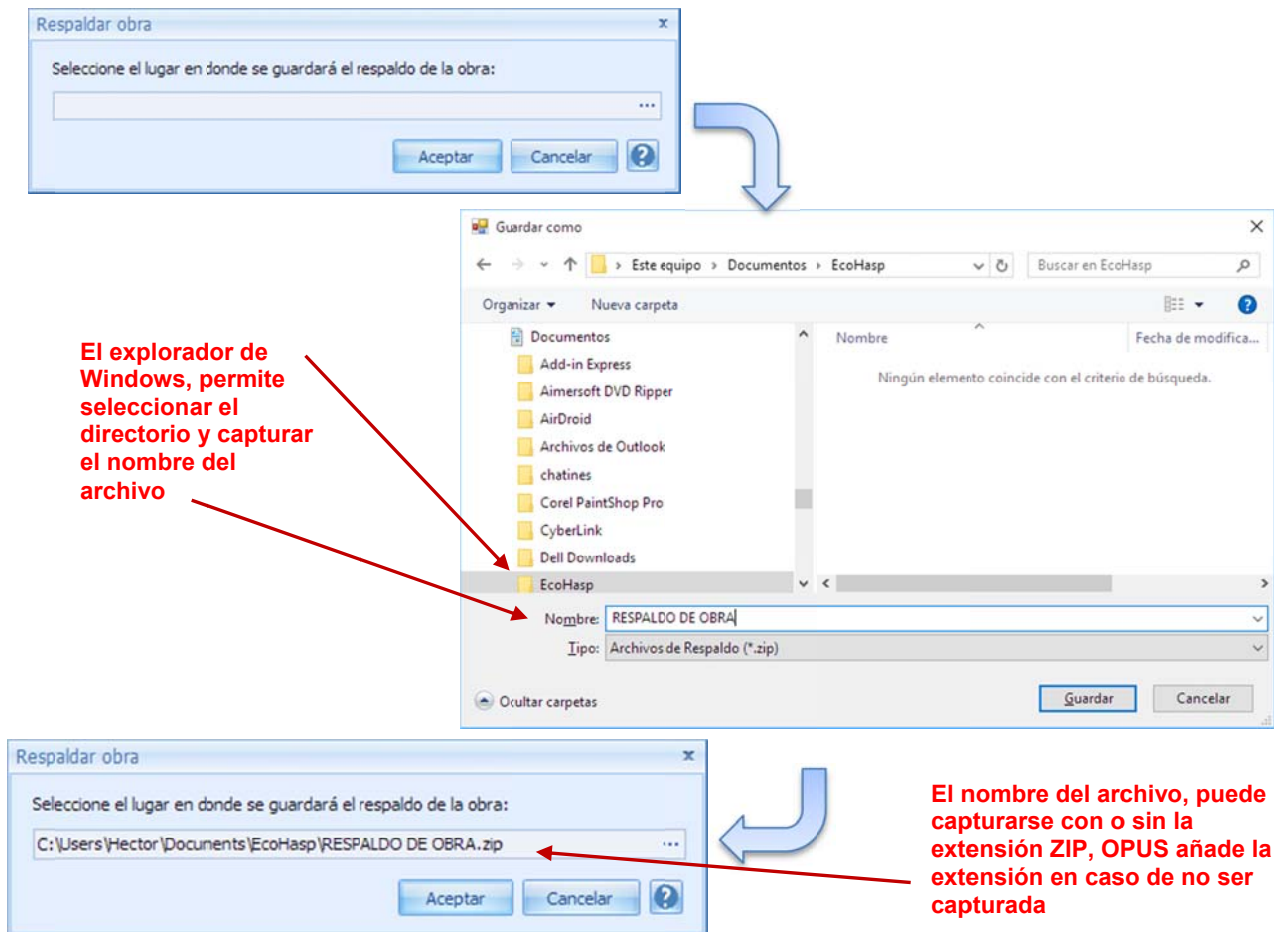 Respaldar obra
x
Seleccione el lugar en donde se guardará el respaldo de la obra:
...
Aceptar
Cancelar
?
Guardar como
Este equipo > Documentos > EcoHasp
Buscar en EcoHasp
Organizar
Nueva carpeta
?
Documentos
Add-in Express
Aimersoft DVD Ripper
AirDroid
Archivos de Outlook
chatines
Corel PaintShop Pro
CyberLink
Dell Downloads
EcoHasp
Nombre
Fecha de modifica...
Ningún elemento coincide con el criterio de búsqueda.
Nombre: RESPALDO DE OBRA
Tipo: Archivos de Respaldo (*.zip)
Ocultar carpetas
Guardar
Cancelar
El explorador de
Windows, permite
seleccionar el
directorio y capturar
el nombre del
archivo
Respaldar obra
x
Seleccione el lugar en donde se guardará el respaldo de la obra:
C:\Users\Hector\Documents\EcoHasp\RESPALDO DE OBRA.zip
...
Aceptar
Cancelar
?
El nombre del archivo, puede
capturarse con o sin la
extensión ZIP, OPUS añade la
extensión en caso de no ser
capturada